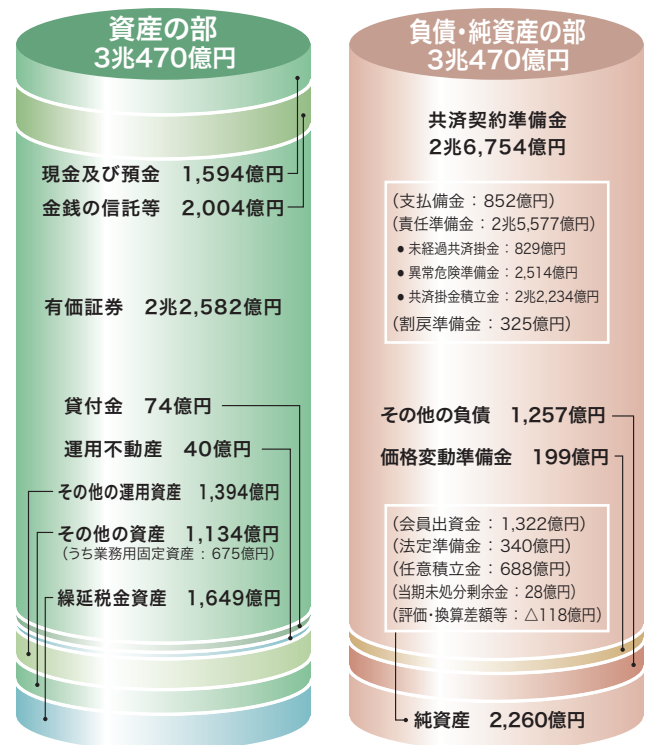 資産の部
3兆470億円
現金及び預金 1,594億円
金銭の信託等 2,004億円
有価証券 2兆2,582億円
貸付金 74億円
運用不動産 40億円
その他の運用資産 1,394億円
その他の資産 1,134億円
(うち業務用固定資産:675億円)
繰延税金資産 1,649億円
負債・純資産の部
3兆470億円
共済契約準備金
2兆6,754億円
(支払備金:852億円)
(責任準備金:2兆5,577億円)
● 未経過共済掛金:829億円
● 異常危険準備金:2,514億円
● 共済掛金積立金:2兆2,234億円
(割戻準備金:325億円)
その他の負債 1,257億円
価格変動準備金 199億円
(会員出資金:1,322億円)
(法定準備金:340億円)
(任意積立金:688億円)
(当期未処分剰余金:28億円)
(評価・換算差額等:△118億円)
純資産 2,260億円